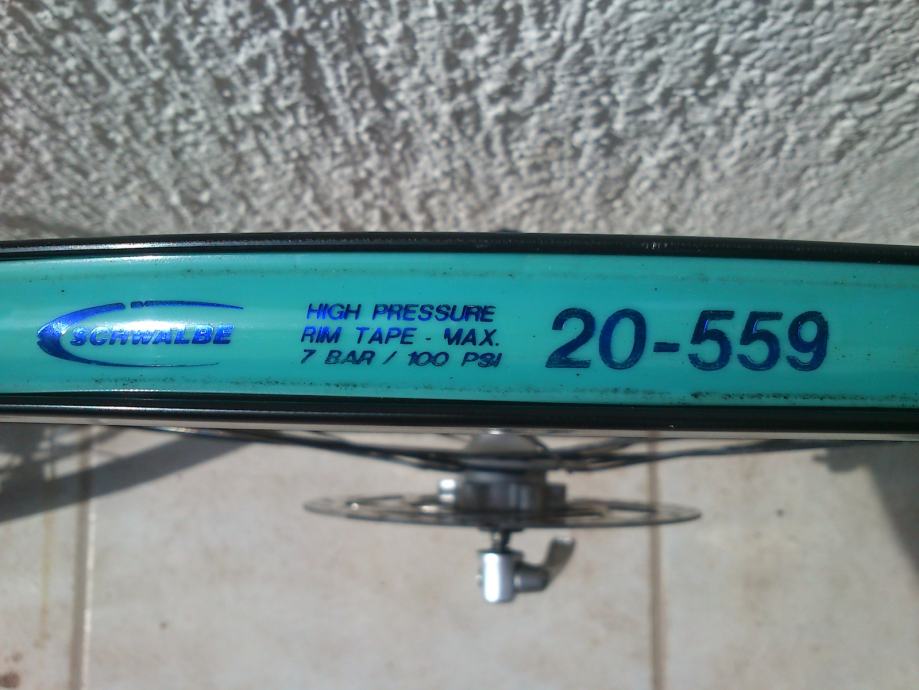 SCHWALBE
HIGH PRESSURE
RIM TAPE - MAX.
7 BAR / 100 PSI
20-559